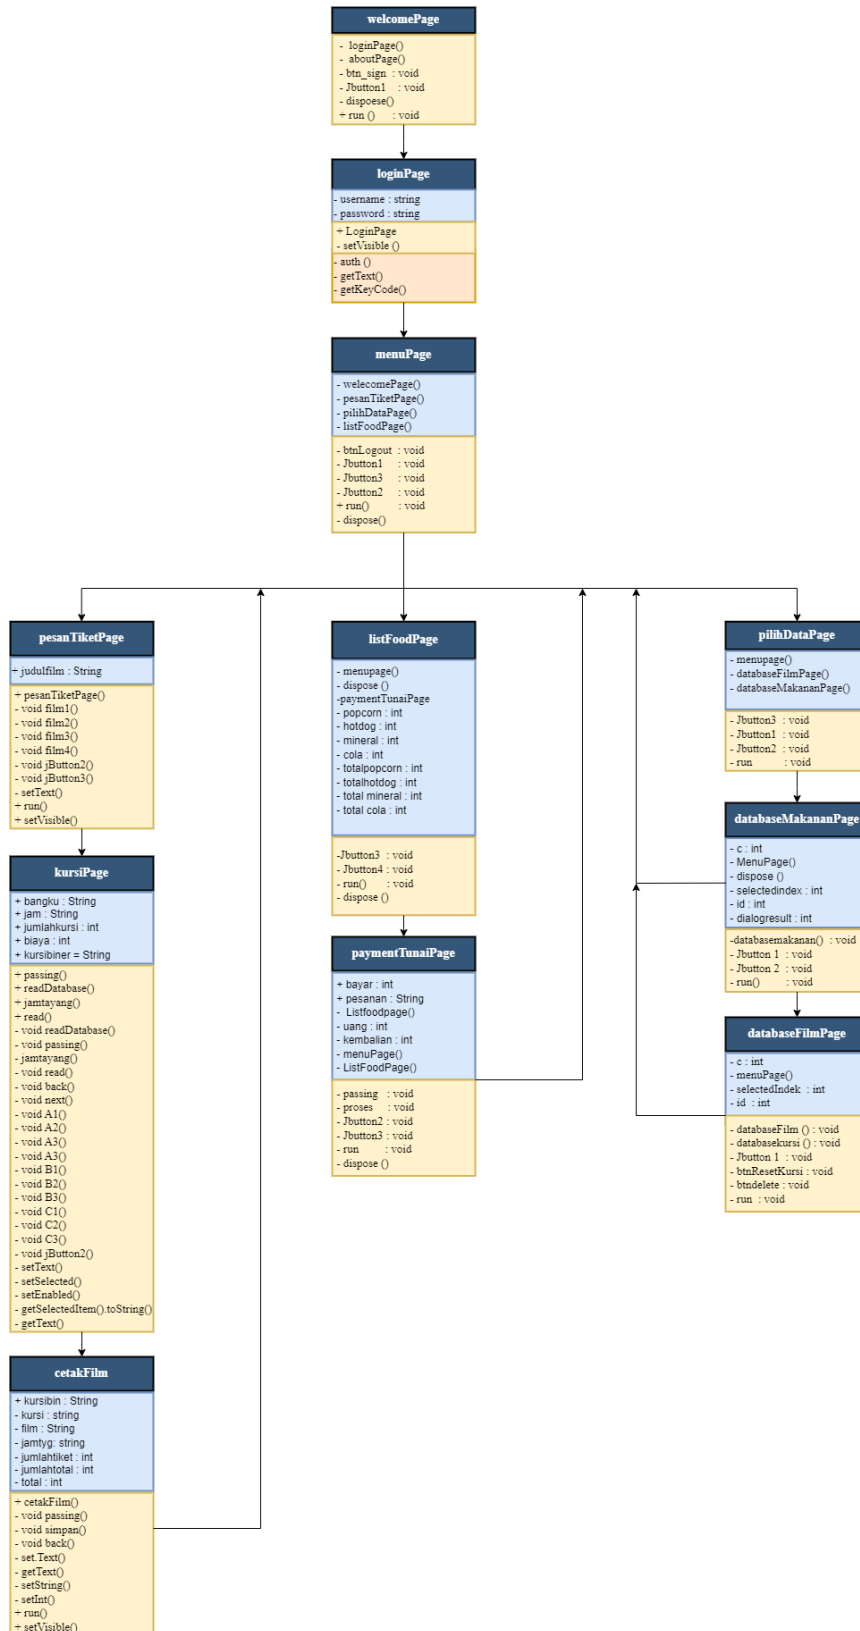 welcomePage
- loginPage()
- aboutPage()
- btn_sign : void
- Jbutton1 : void
- dispoese()
+ run () : void
loginPage
- username : string
- password : string
+ LoginPage
- setVisible ()
- auth ()
- getText()
- getKeyCode()
menuPage
- welecomePage()
- pesanTiketPage()
- pilihDataPage()
- listFoodPage()
- btnLogout : void
- Jbutton1 : void
- Jbutton3 : void
- Jbutton2 : void
+ run() : void
- dispose()
pesanTiketPage
+ judulfilm : String
+ pesanTiketPage()
- void film1()
- void film2()
- void film3()
- void film4()
- void jButton2()
- void jButton3()
- setText()
+ run()
+ setVisible()
kursiPage
+ bangku : String
+ jam : String
+ jumlahkursi : int
+ biaya : int
+ kursibiner = String
+ passing()
+ readDatabase()
+ jamtayang()
+ read()
- void readDatabase()
- void passing()
- jamtayang()
- void read()
- void back()
- void next()
- void A1()
- void A2()
- void A3()
- void A3()
- void B1()
- void B2()
- void B3()
- void C1()
- void C2()
- void C3()
- void jButton2()
- setText()
- setSelected()
- setEnabled()
- getSelectedItem().toString()
- getText()
cetakFilm
+ kursibin : String
- kursi : string
- film : String
- jamtyg: string
- jumlahtiket : int
- jumlahtotal : int
- total : int
+ cetakFilm()
- void passing()
- void simpan()
- void back()
- set.Text()
- getText()
- setString()
- setInt()
+ run()
+ setVisible()
listFoodPage
- menupage()
- dispose ()
-paymentTunaiPage
- popcorn : int
- hotdog : int
- mineral : int
- cola : int
- totalpopcorn : int
- totalhotdog : int
- total mineral : int
- total cola : int
-Jbutton3 : void
- Jbutton4 : void
- run() : void
- dispose ()
paymentTunaiPage
+ bayar : int
+ pesanan : String
- Listfoodpage()
- uang : int
- kembalian : int
- menuPage()
- ListFoodPage()
- passing : void
- proses : void
- Jbutton2 : void
- Jbutton3 : void
- run : void
- dispose ()
pilihDataPage
- menupage()
- databaseFilmPage()
- databaseMakananPage()
- Jbutton3 : void
- Jbutton1 : void
- Jbutton2 : void
- run : void
databaseMakananPage
- c : int
- MenuPage()
- dispose ()
- selectedindex : int
- id : int
- dialogresult : int
-databasemakanan() : void
- Jbutton 1 : void
- Jbutton 2 : void
- run() : void
databaseFilmPage
- c : int
- menuPage()
- selectedIndek : int
- id : int
- databaseFilm () : void
- databasekursi () : void
- Jbutton 1 : void
- btnResetKursi : void
- btndelete : void
- run : void